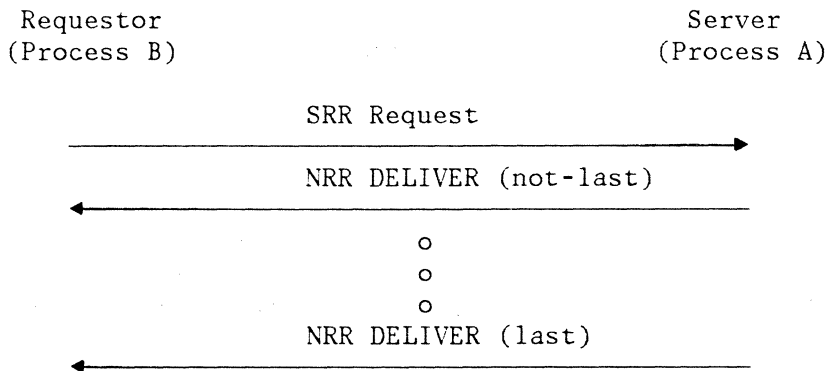 Requestor Server
(Process B) (Process A)
SRR Request
NRR DELIVER (not-last)
o
o
o
NRR DELIVER (last)